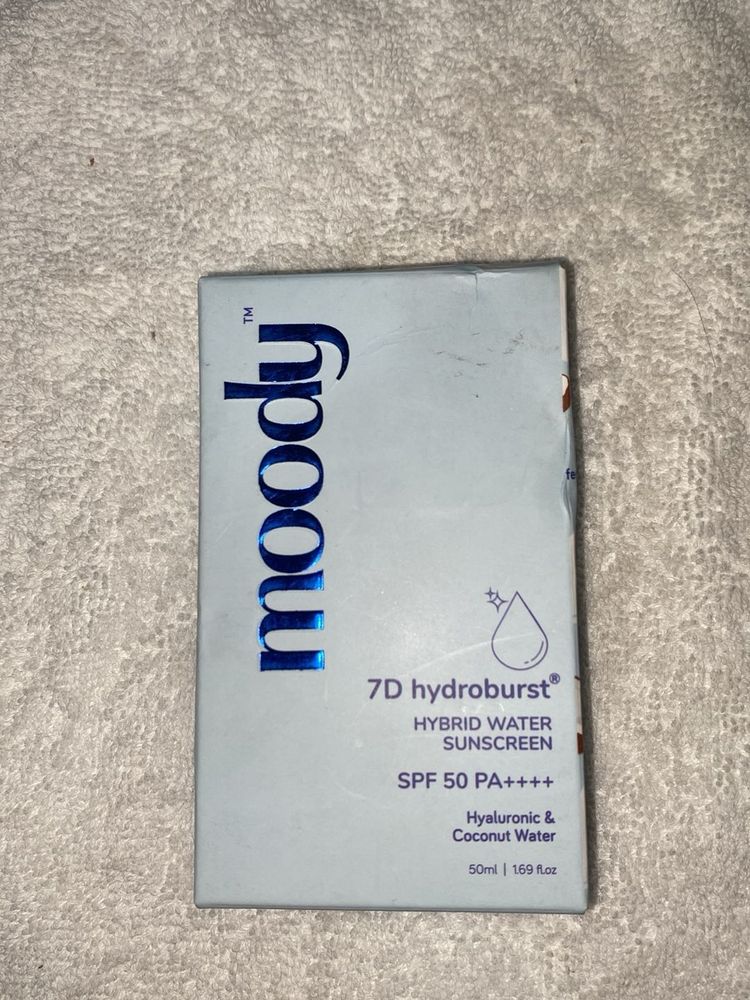 moody™
7D hydroburst®
HYBRID WATER
SUNSCREEN
SPF 50 PA++++
Hyaluronic &
Coconut Water
50ml | 1.69 fl.oz